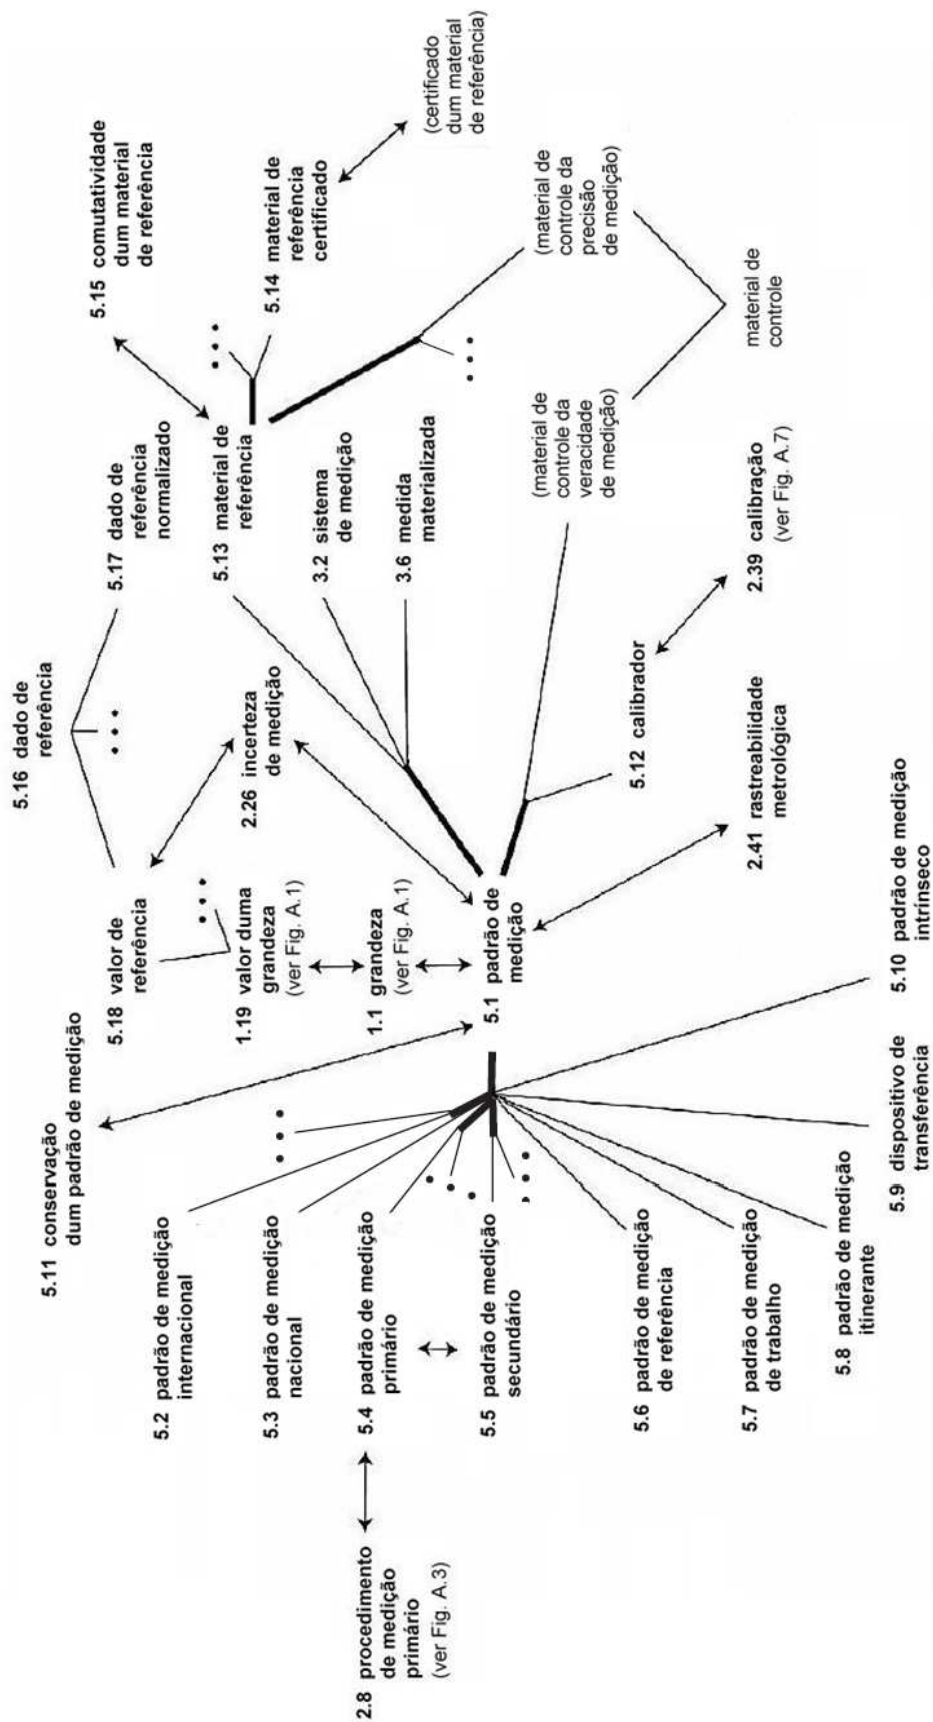 5.16 dado de
referência
5.17 dado de
referência
normalizado
5.15 comutatividade
dum material
de referência
5.11 conservação
dum padrão de medição
5.18 valor de
referência
• • •
2.26 incerteza
de medição
5.13 material de
referência
• • •
5.14 material de
referência
certificado
(certificado
dum material
de referência)
1.19 valor duma
grandeza
(ver Fig. A.1)
• • •
3.2 sistema
de medição
3.6 medida
materializada
• • •
(material de
controle da
precisão
de medição)
1.1 grandeza
(ver Fig. A.1)
5.2 padrão de medição
internacional
• • •
5.3 padrão de medição
nacional
2.8 procedimento
de medição
primário
(ver Fig. A.3)
5.4 padrão de medição
primário
• • •
5.1 padrão de
medição
(material de
controle da
veracidade
de medição)
5.5 padrão de medição
secundário
• • •
5.12 calibrador
material de
controle
5.6 padrão de medição
de referência
2.41 rastreabilidade
metrológica
2.39 calibração
(ver Fig. A.7)
5.7 padrão de medição
de trabalho
5.8 padrão de medição
itinerante
5.9 dispositivo de
transferência
5.10 padrão de medição
intrínseco